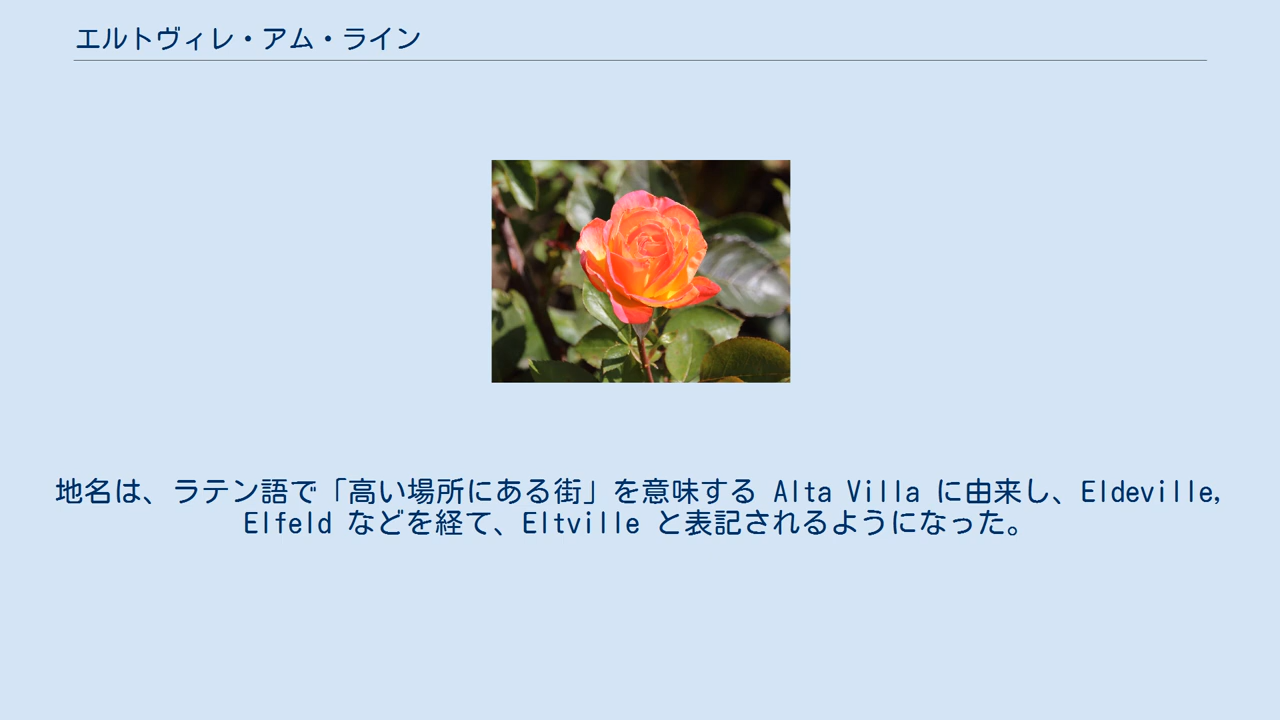 エルトヴィレ・アム・ライン
地名は、ラテン語で「高い場所にある街」を意味する Alta Villa に由来し、Eldeville,
Elfeld などを経て、Eltville と表記されるようになった。